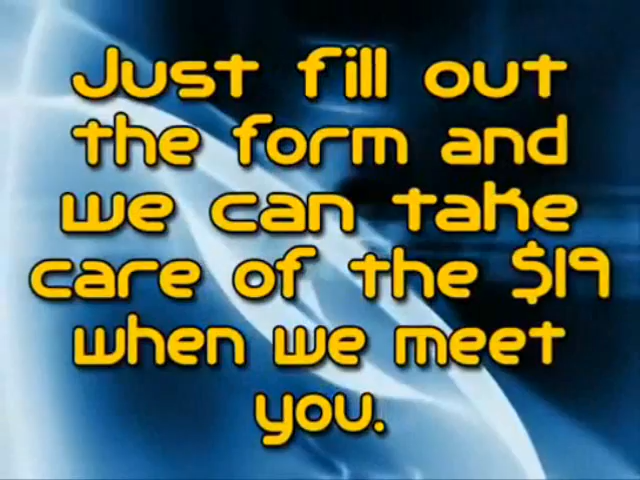 Just fill out
the form and
we can take
care of the $19
when we meet
you.